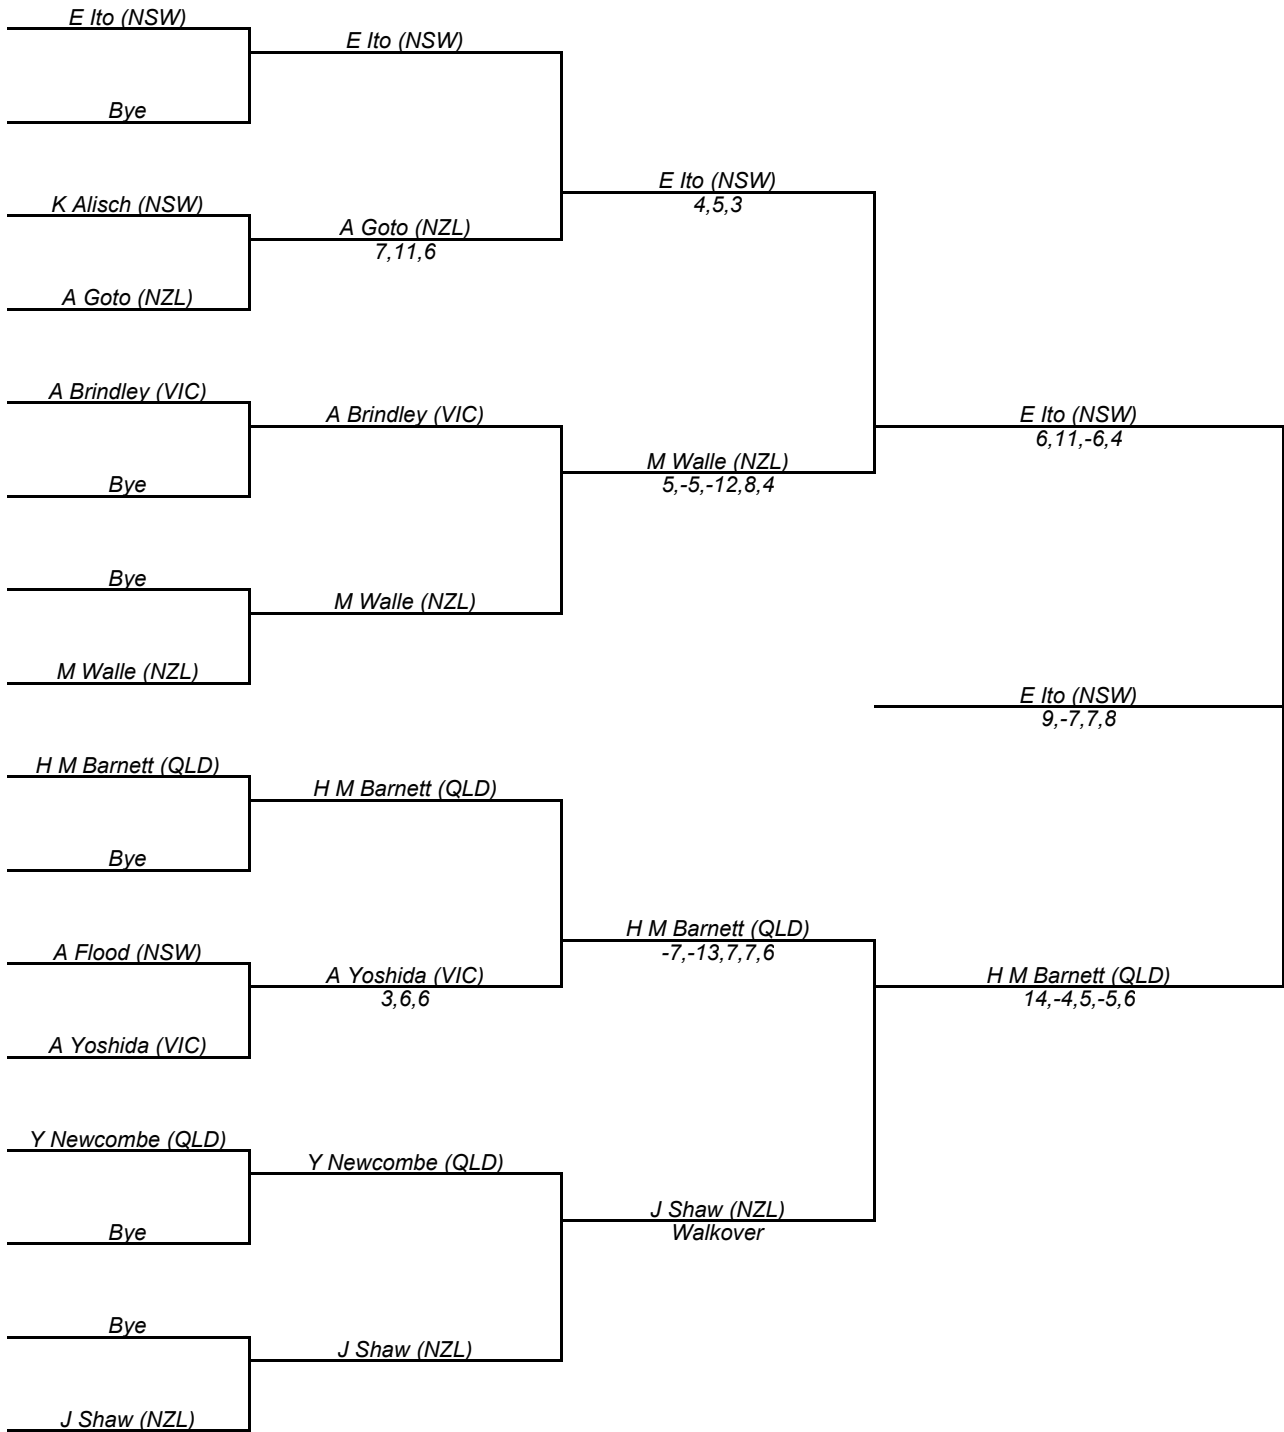 E Ito (NSW)
Bye
K Alisch (NSW)
A Goto (NZL)
A Brindley (VIC)
Bye
Bye
M Walle (NZL)
H M Barnett (QLD)
Bye
A Flood (NSW)
A Yoshida (VIC)
Y Newcombe (QLD)
Bye
Bye
J Shaw (NZL)
E Ito (NSW)
A Goto (NZL)
7,11,6
A Brindley (VIC)
M Walle (NZL)
H M Barnett (QLD)
A Yoshida (VIC)
3,6,6
Y Newcombe (QLD)
J Shaw (NZL)
E Ito (NSW)
4,5,3
M Walle (NZL)
5,-5,-12,8,4
H M Barnett (QLD)
-7,-13,7,7,6
J Shaw (NZL)
Walkover
E Ito (NSW)
6,11,-6,4
E Ito (NSW)
9,-7,7,8
H M Barnett (QLD)
14,-4,5,-5,6